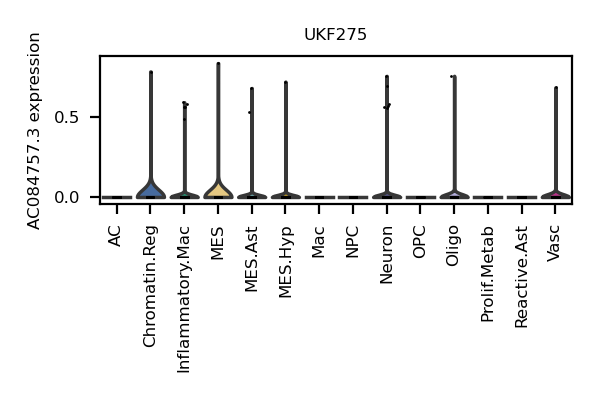 UKF275
AC084757.3 expression
0.5
0.0
AC
Chromatin.Reg
Inflammatory.Mac
MES
MES.Ast
MES.Hyp
Mac
NPC
Neuron
OPC
Oligo
Prolif.Metab
Reactive.Ast
Vasc